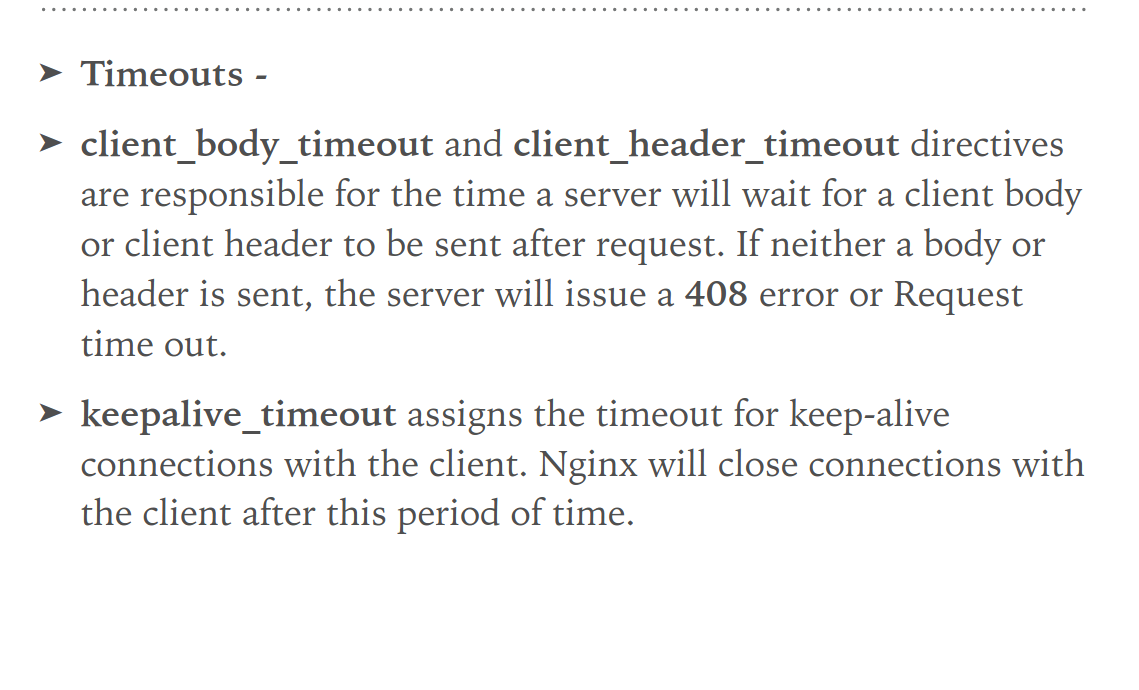 ➤ Timeouts -
➤ client_body_timeout and client_header_timeout directives
are responsible for the time a server will wait for a client body
or client header to be sent after request. If neither a body or
header is sent, the server will issue a 408 error or Request
time out.
➤ keepalive_timeout assigns the timeout for keep-alive
connections with the client. Nginx will close connections with
the client after this period of time.